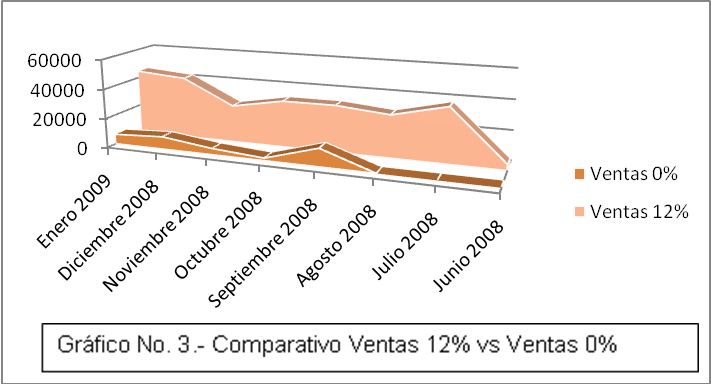 60000
40000
20000
0
Enero 2009
Diciembre 2008
Noviembre 2008
Octubre 2008
Septiembre 2008
Agosto 2008
Julio 2008
Junio 2008
Ventas 0%
Ventas 12%
Gráfico No. 3.- Comparativo Ventas 12% vs Ventas 0%